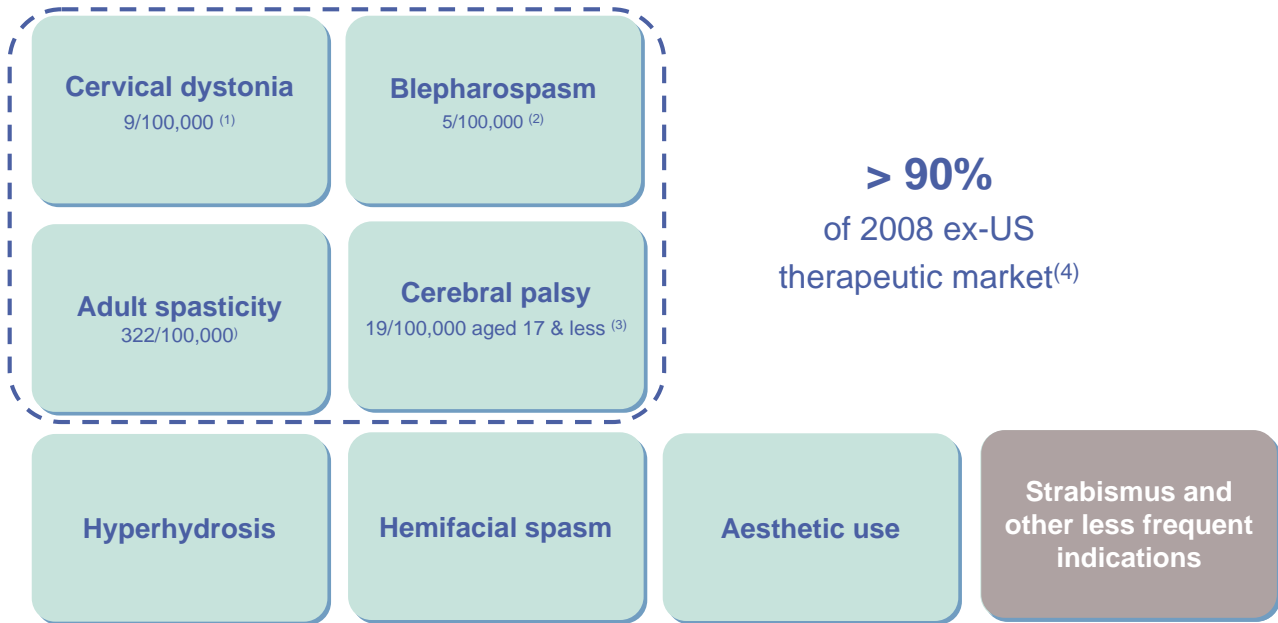 Cervical dystonia
9/100,000 (1)
Blepharospasm
5/100,000 (2)
> 90%
of 2008 ex-US
therapeutic market(4)
Adult spasticity
322/100,000)
Cerebral palsy
19/100,000 aged 17 & less (3)
Hyperhydrosis
Hemifacial spasm
Aesthetic use
Strabismus and
other less frequent
indications